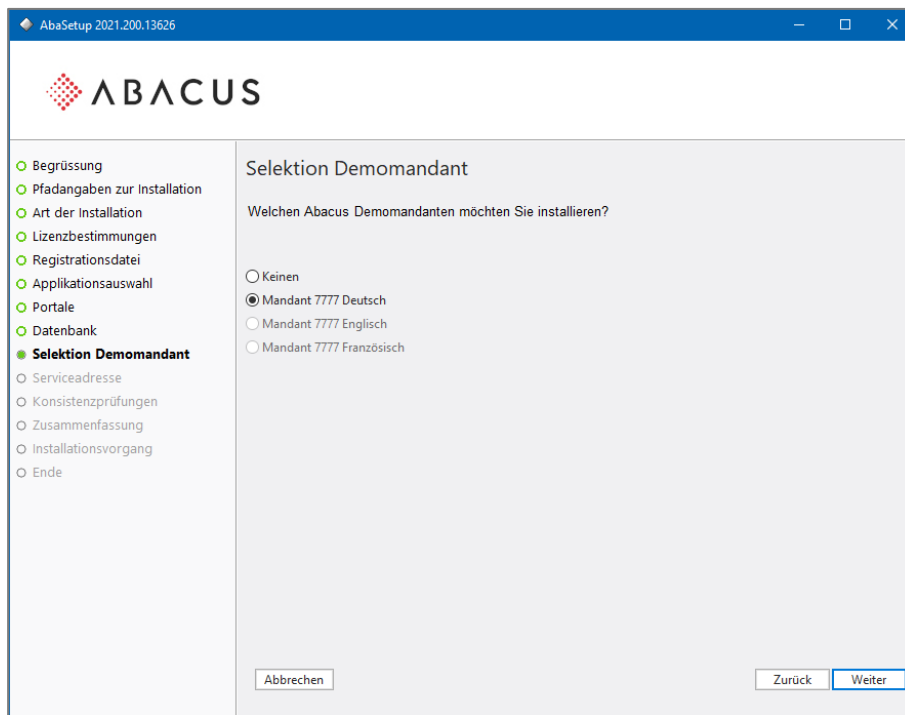 AbaSetup 2021.200.13626
ABACUS
Begrüssung
Pfadangaben zur Installation
Art der Installation
Lizenzbestimmungen
Registrationsdatei
Applikationsauswahl
Portale
Datenbank
Selektion Demomandant
Serviceadresse
Konsistenzprüfungen
Zusammenfassung
Installationsvorgang
Ende
Selektion Demomandant
Welchen Abacus Demomandanten möchten Sie installieren?
Keinen
Mandant 7777 Deutsch
Mandant 7777 Englisch
Mandant 7777 Französisch
Abbrechen
Zurück
Weiter